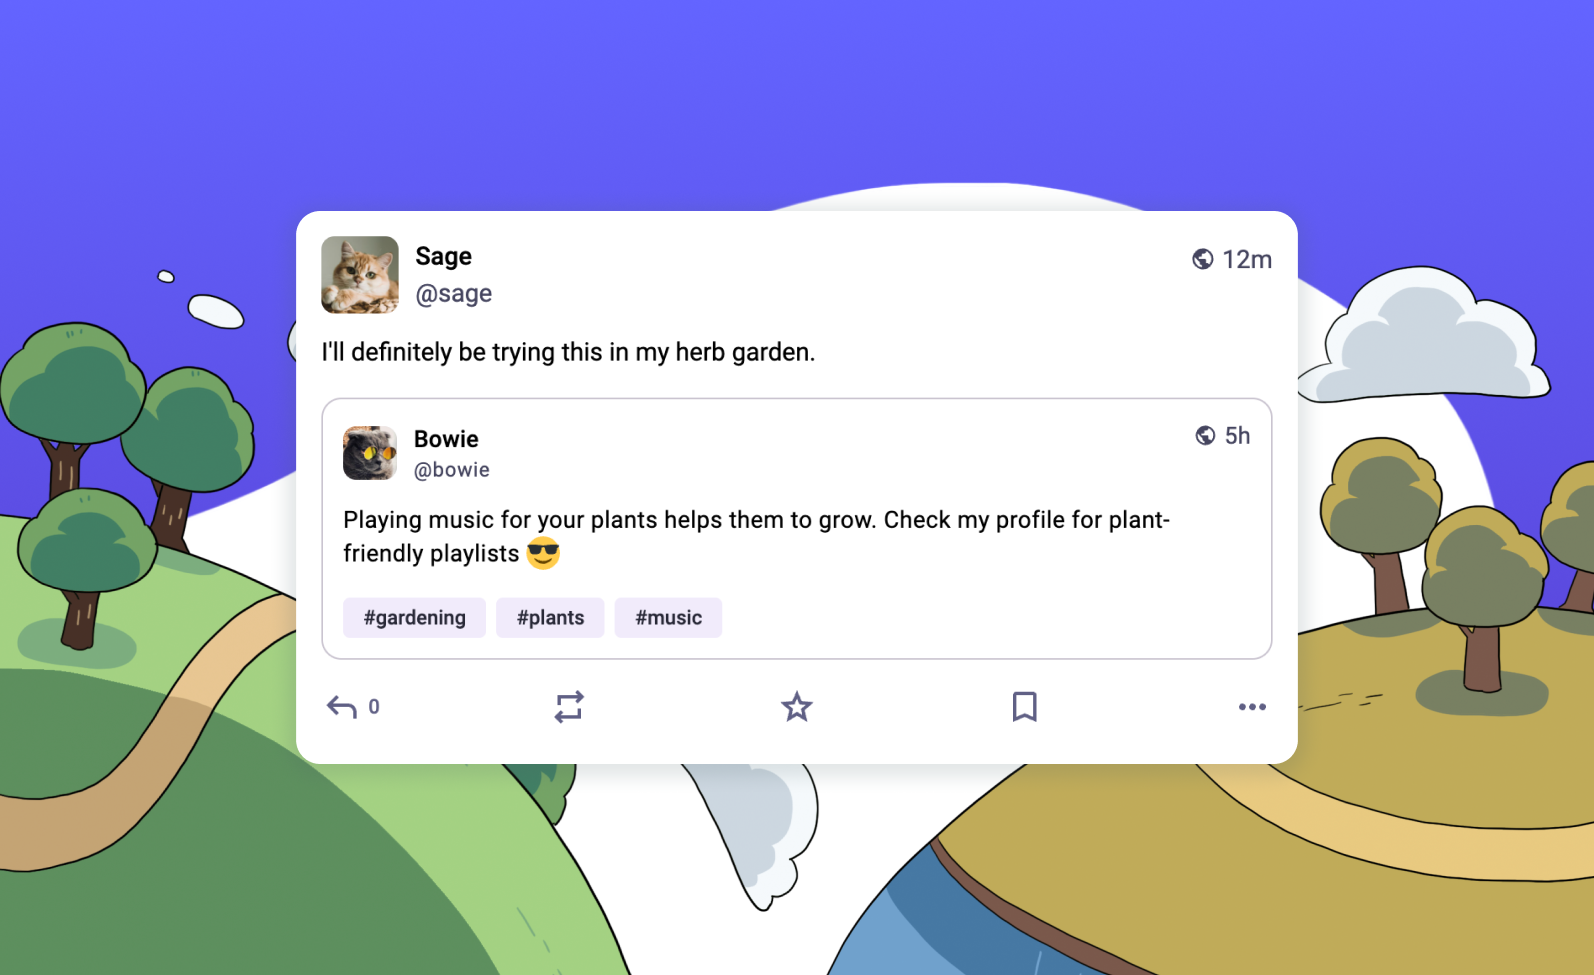 Sage
12m
@sage
I'll definitely be trying this in my herb garden.
Bowie
5h
@bowie
Playing music for your plants helps them to grow. Check my profile for plant-
friendly playlists 😎
#gardening #plants #music
0